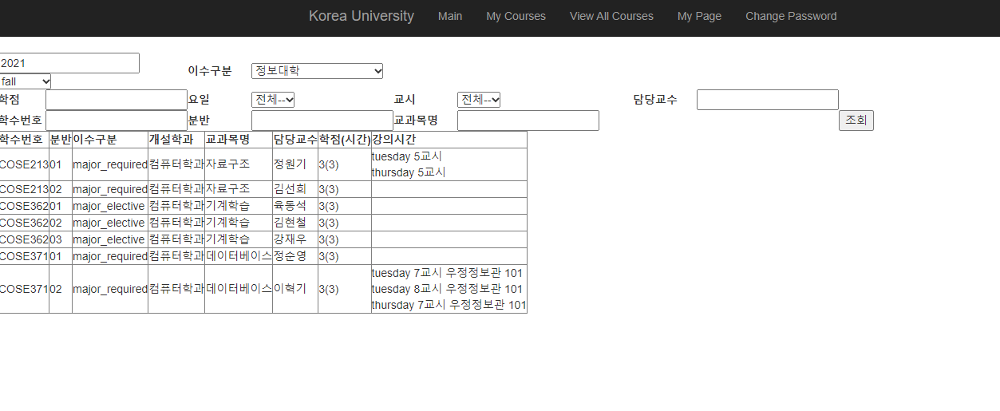 Korea University Main My Courses View All Courses My Page Change Password
2021
이수구분 정보대학
fall
학점 요일 전체-- 교시 전체-- 담당교수
학수번호 분반 교과목명 조회
학수번호 분반 이수구분 개설학과 교과목명 담당교수 학점(시간) 강의시간
COSE213 01 major_required 컴퓨터학과 자료구조 정원기 3(3) tuesday 5교시
thursday 5교시
COSE213 02 major_required 컴퓨터학과 자료구조 김선희 3(3)
COSE362 01 major_elective 컴퓨터학과 기계학습 육동석 3(3)
COSE362 02 major_elective 컴퓨터학과 기계학습 김현철 3(3)
COSE362 03 major_elective 컴퓨터학과 기계학습 강재우 3(3)
COSE371 01 major_required 컴퓨터학과 데이터베이스 정순영 3(3)
COSE371 02 major_required 컴퓨터학과 데이터베이스 이혁기 3(3) tuesday 7교시 우정정보관 101
tuesday 8교시 우정정보관 101
thursday 7교시 우정정보관 101